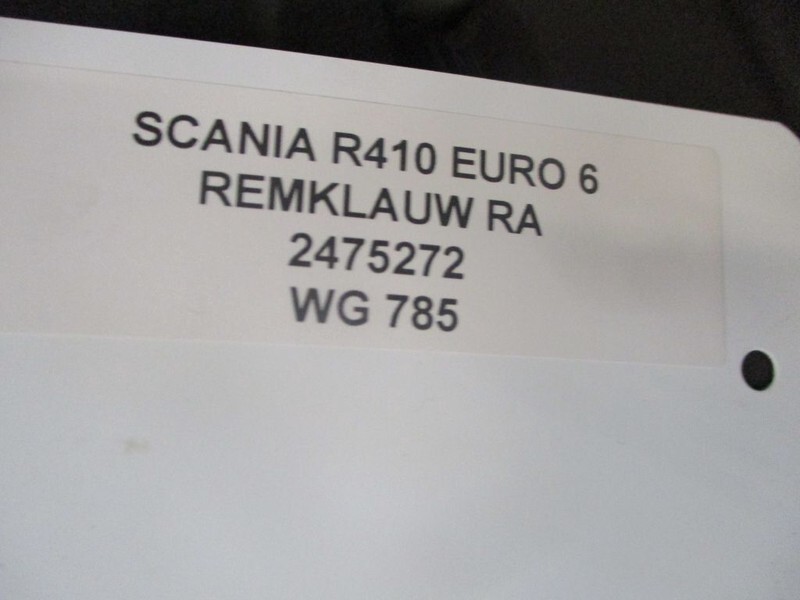 SCANIA R410 EURO 6
REMKLAUW RA
2475272
WG 785